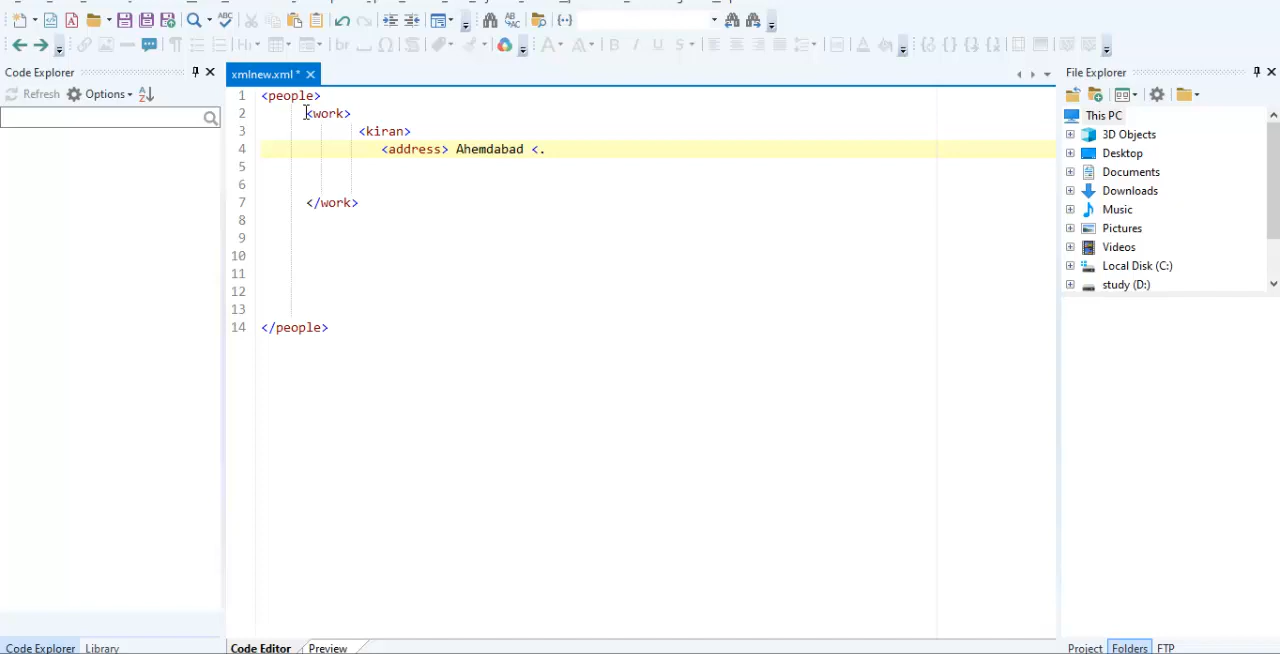 Hi
br
A
A
B
I
U
S
Code Explorer
xmlnew.xml *
File Explorer
Refresh
Options
1 <people>
2 <work>
3 <kiran>
4 <address> Ahemdabad <.
5
6
7 </work>
8
9
10
11
12
13
14 </people>
This PC
3D Objects
Desktop
Documents
Downloads
Music
Pictures
Videos
Local Disk (C:)
study (D:)
Code Explorer
Library
Code Editor
Preview
Project
Folders
FTP